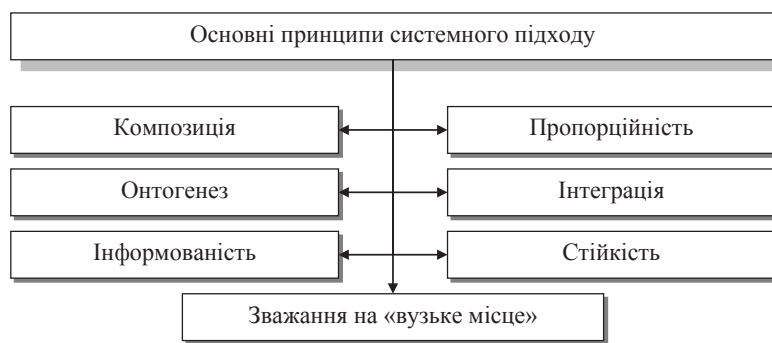 Основні принципи системного підходу
Композиція
Пропорційність
Онтогенез
Інтеграція
Інформованість
Стійкість
Зважання на «вузьке місце»